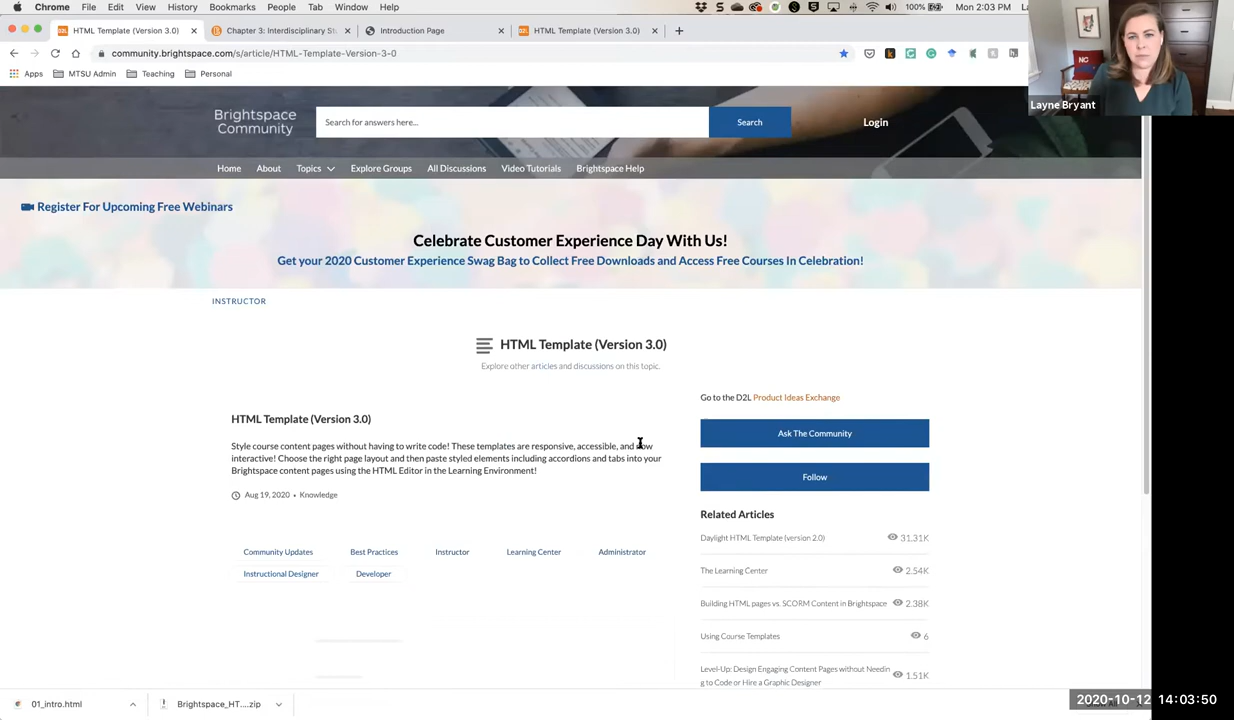 Chrome File Edit View History Bookmarks People Tab Window Help 100% Mon 2:03 PM La
HTML Template (Version 3.0) Chapter 3: Interdisciplinary St Introduction Page HTML Template (Version 3.0)
community.brightspace.com/s/article/HTML-Template-Version-3-0
Apps MTSU Admin Teaching Personal
NC
Layne Bryant
Brightspace
Community
Search for answers here...
Search
Login
Home About Topics Explore Groups All Discussions Video Tutorials Brightspace Help
Register For Upcoming Free Webinars
Celebrate Customer Experience Day With Us!
Get your 2020 Customer Experience Swag Bag to Collect Free Downloads and Access Free Courses In Celebration!
INSTRUCTOR
HTML Template (Version 3.0)
Explore other articles and discussions on this topic.
HTML Template (Version 3.0)
Style course content pages without having to write code! These templates are responsive, accessible, and now
interactive! Choose the right page layout and then paste styled elements including accordions and tabs into your
Brightspace content pages using the HTML Editor in the Learning Environment!
Aug 19, 2020 • Knowledge
Community Updates Best Practices Instructor Learning Center Administrator
Instructional Designer Developer
Go to the D2L Product Ideas Exchange
Ask The Community
Follow
Related Articles
Daylight HTML Template (version 2.0) 31.31K
The Learning Center 2.54K
Building HTML pages vs. SCORM Content in Brightspace 2.38K
Using Course Templates 6
Level-Up: Design Engaging Content Pages without Needin
g to Code or Hire a Graphic Designer 1.51K
01_intro.html Brightspace_HT....zip
2020-10-12 14:03:50